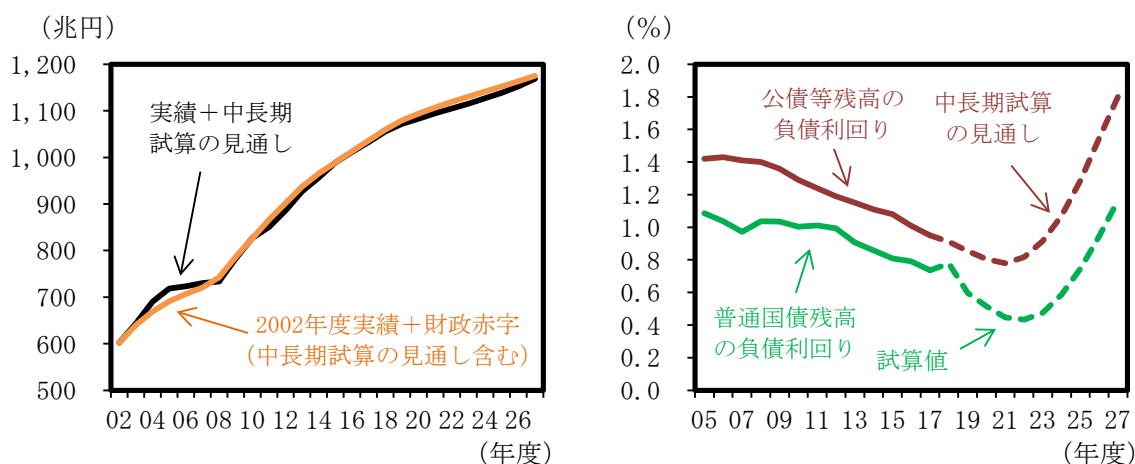 （兆円）
1,200
1,100
1,000
900
800
700
600
500
実績＋中長期
試算の見通し
2002年度実績＋財政赤字
（中長期試算の見通し含む）
02 04 06 08 10 12 14 16 18 20 22 24 26
（年度）
（％）
2.0
1.8
1.6
1.4
1.2
1.0
0.8
0.6
0.4
0.2
0.0
公債等残高の
負債利回り
中長期試算
の見通し
普通国債残高
の負債利回り
試算値
05 07 09 11 13 15 17 19 21 23 25 27
（年度）